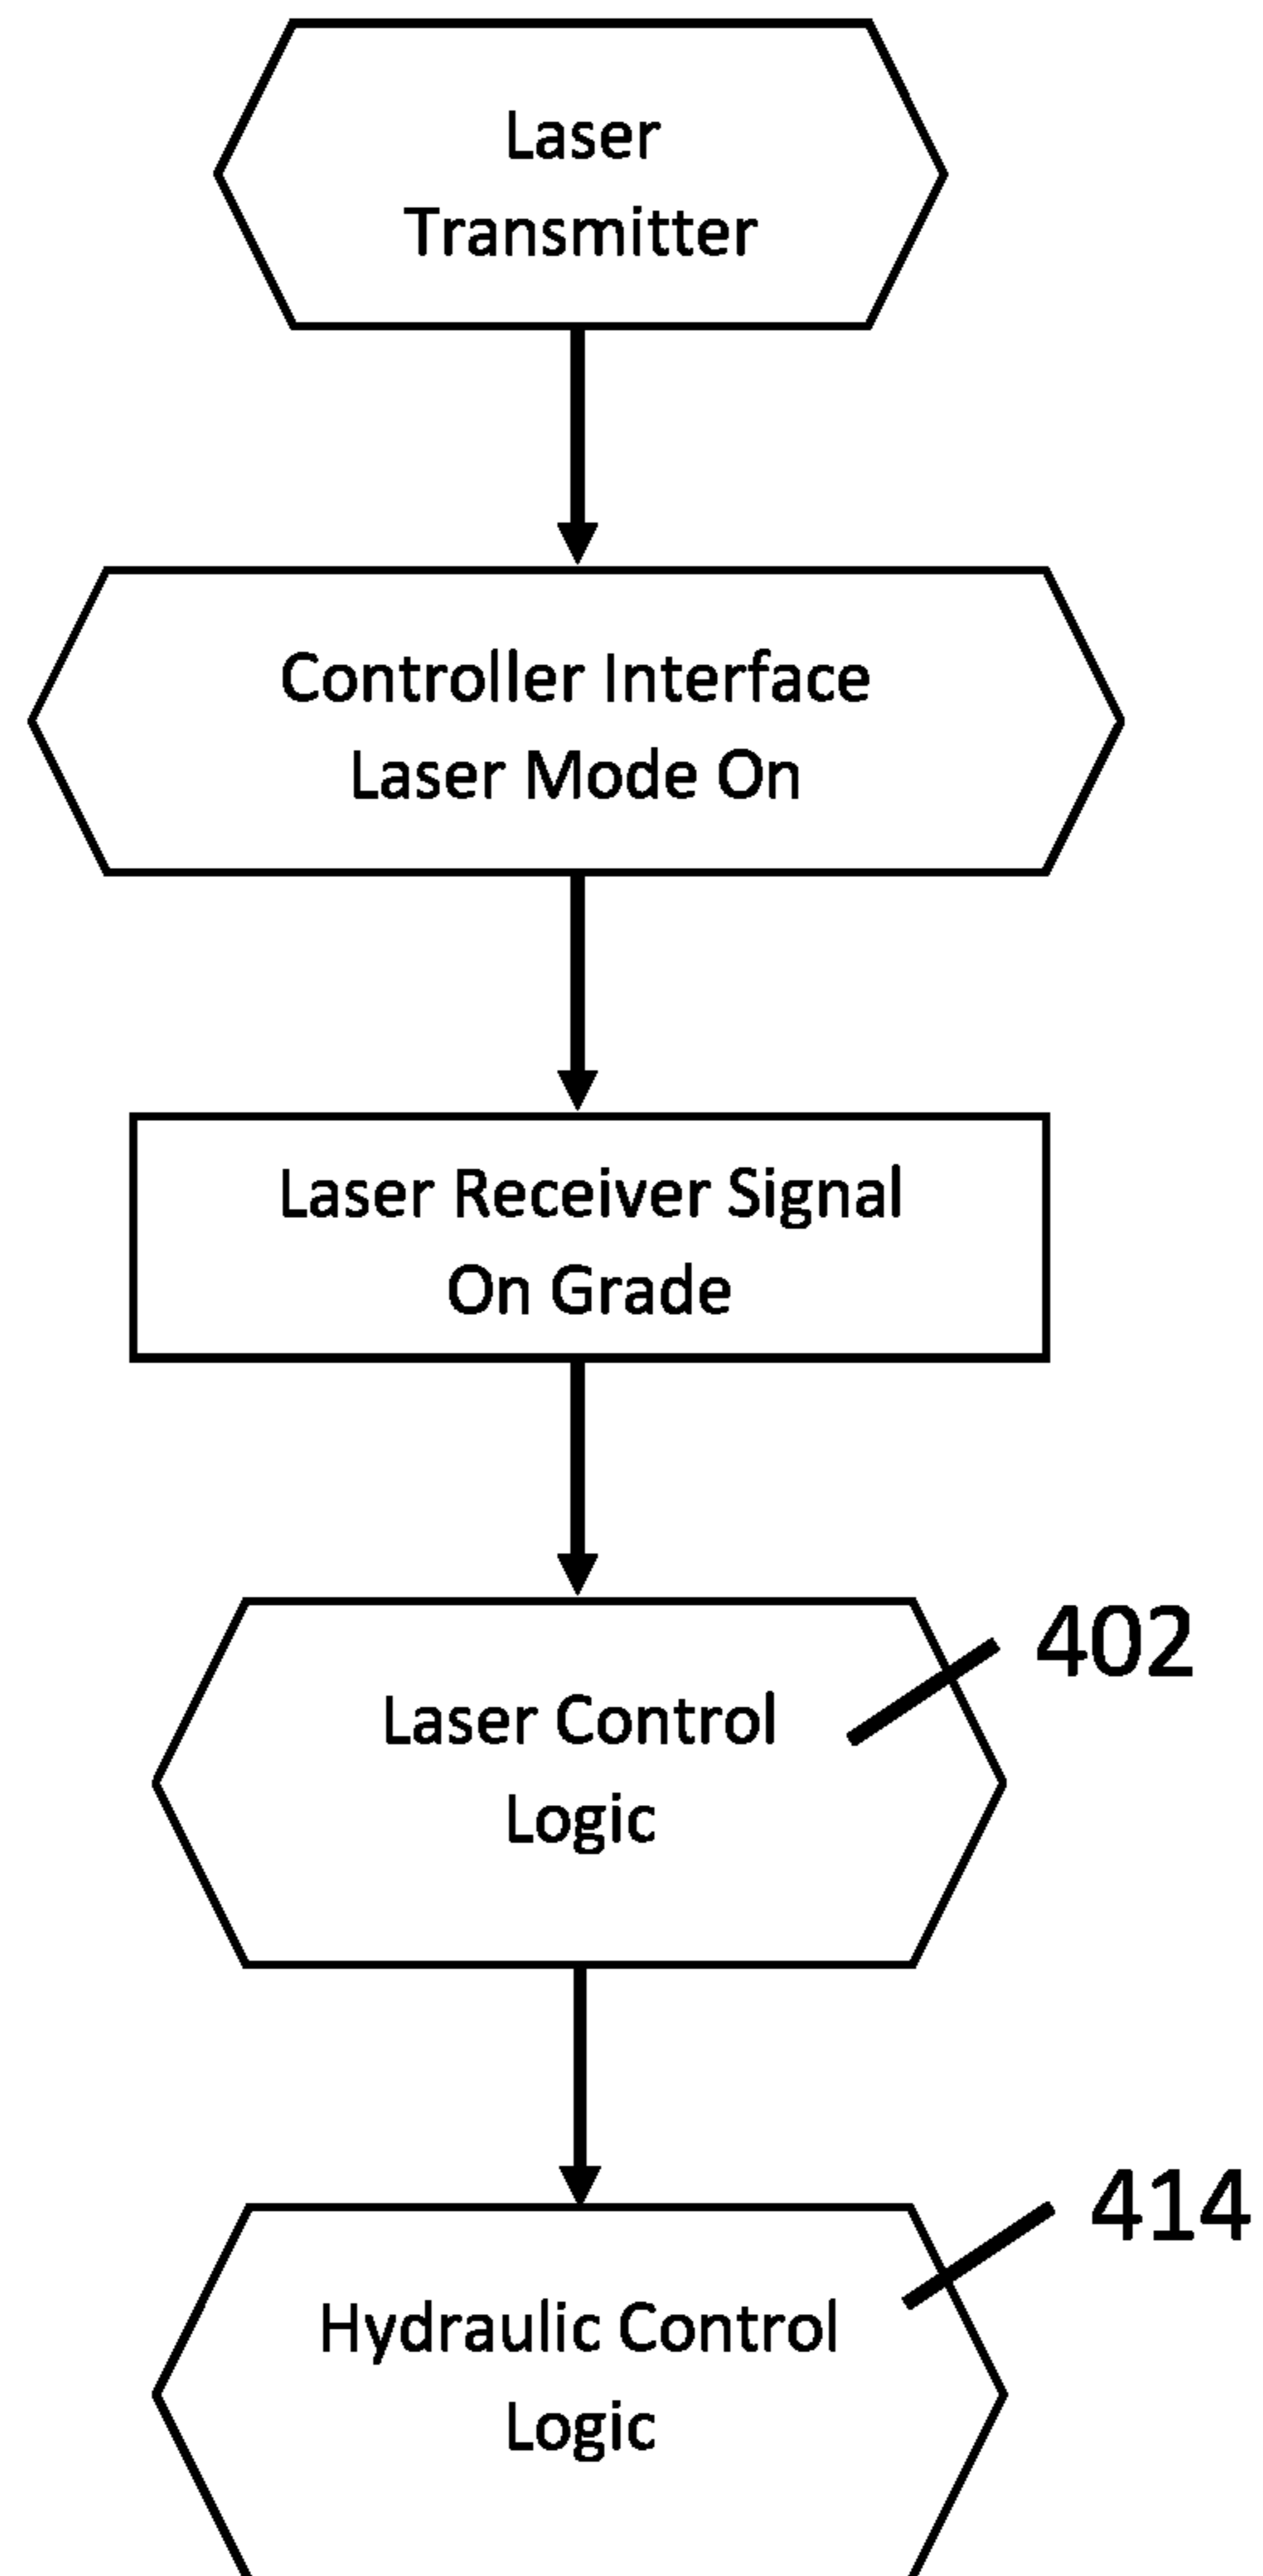 Laser
Transmitter
Controller Interface
Laser Mode On
Laser Receiver Signal
On Grade
402
Laser Control
Logic
414
Hydraulic Control
Logic